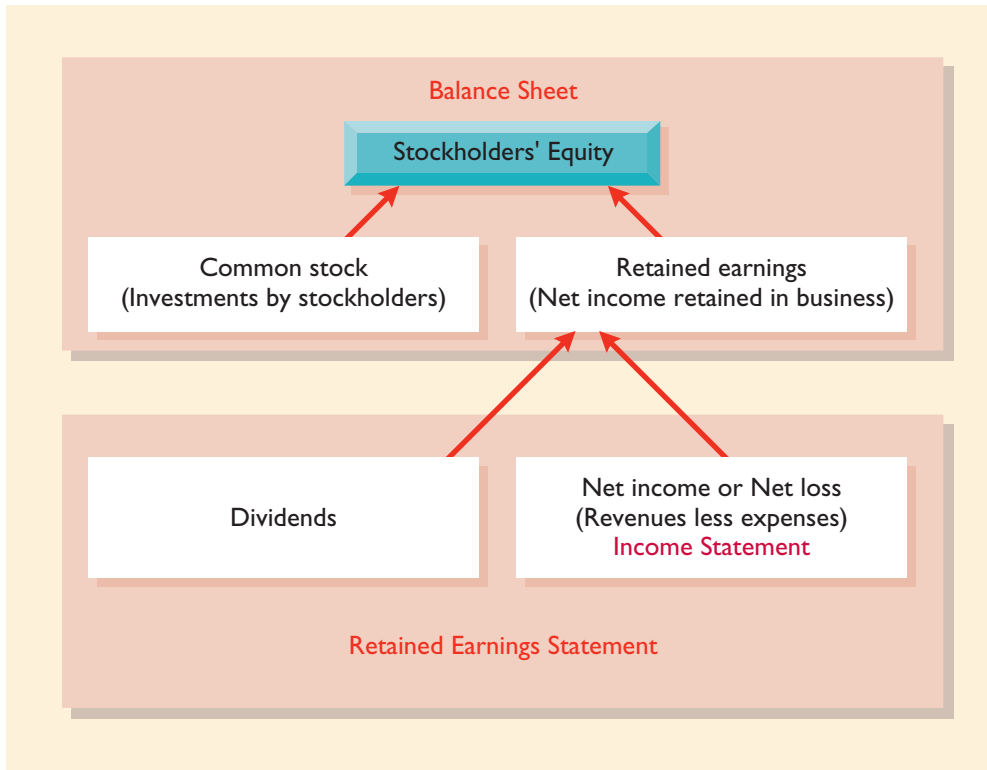 Balance Sheet
Stockholders' Equity
Common stock
(Investments by stockholders)
Retained earnings
(Net income retained in business)
Dividends
Net income or Net loss
(Revenues less expenses)
Income Statement
Retained Earnings Statement